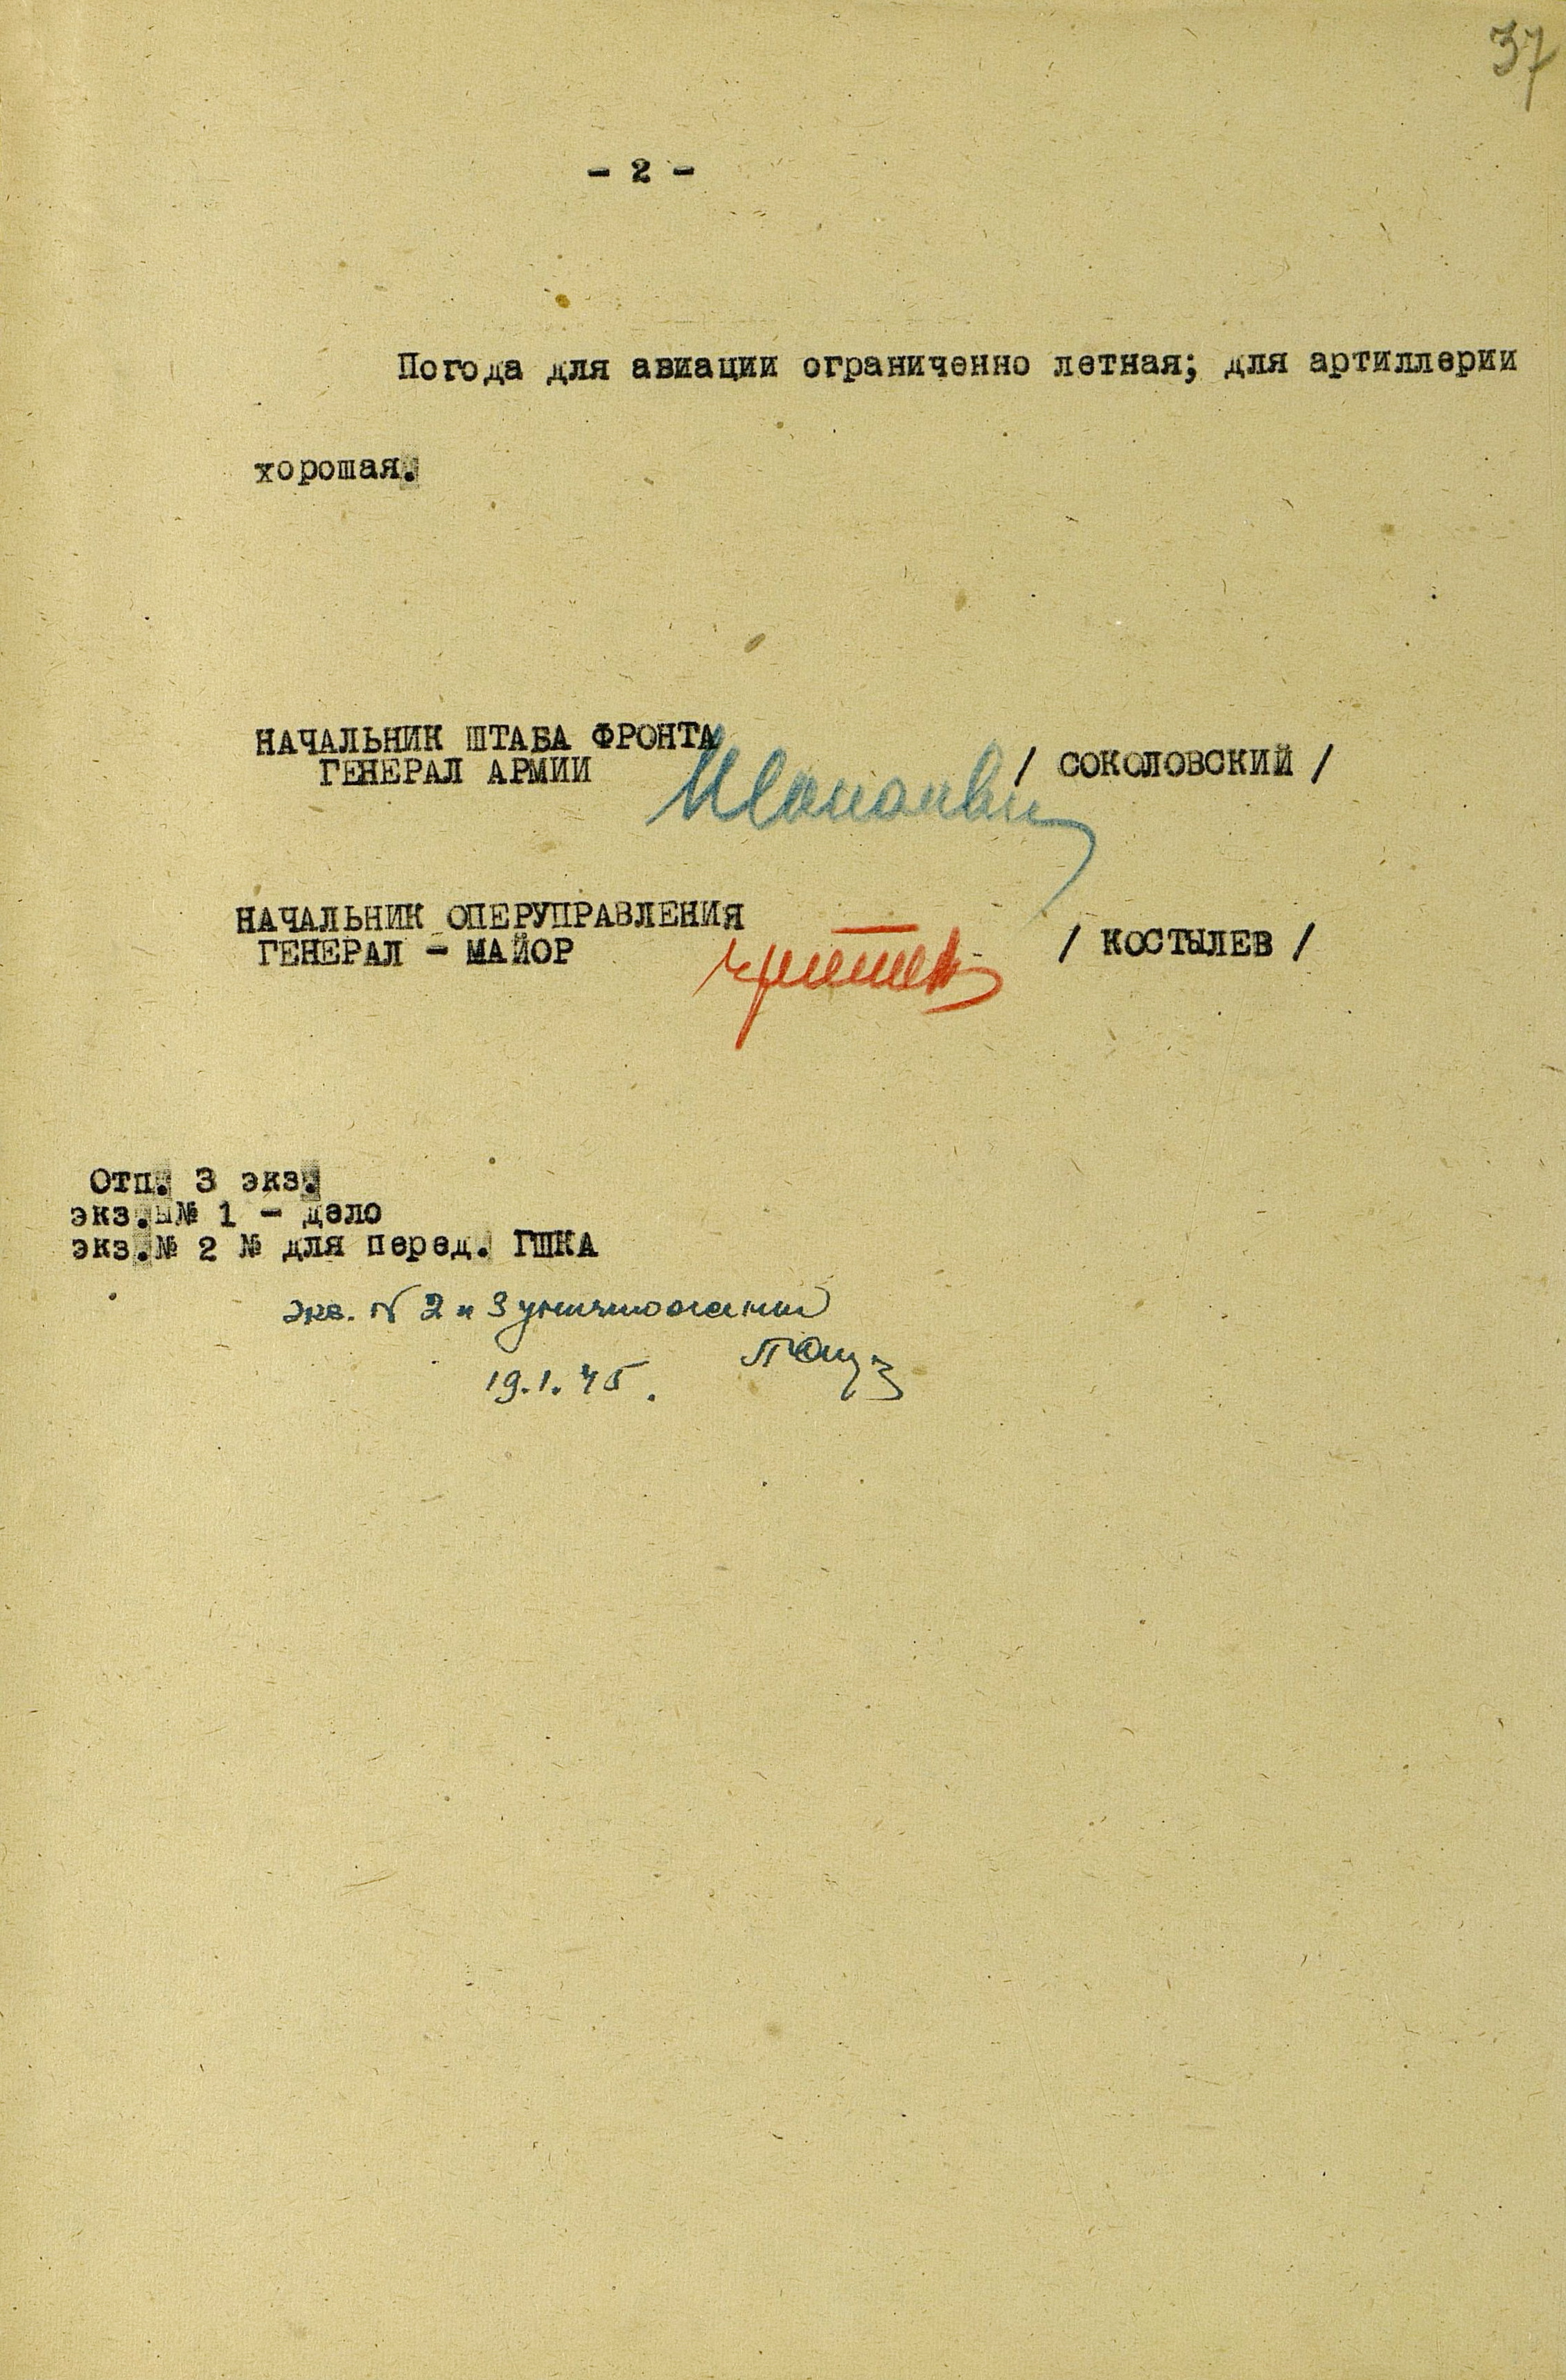 37
- 2 -
Погода для авиации ограниченно летная; для артиллерии
хорошая.
НАЧАЛЬНИК ШТАБА ФРОНТА
ГЕНЕРАЛ АРМИИ
/ СОКОЛОВСКИЙ /
НАЧАЛЬНИК ОПЕРУПРАВЛЕНИЯ
ГЕНЕРАЛ - МАЙОР
/ КОСТЫЛЕВ /
Отп. 3 экз.
экз.№ 1 - дело
экз.№ 2 № для перед. ГШКА
экз. № 2 и 3 уничтожены
19.1.45.